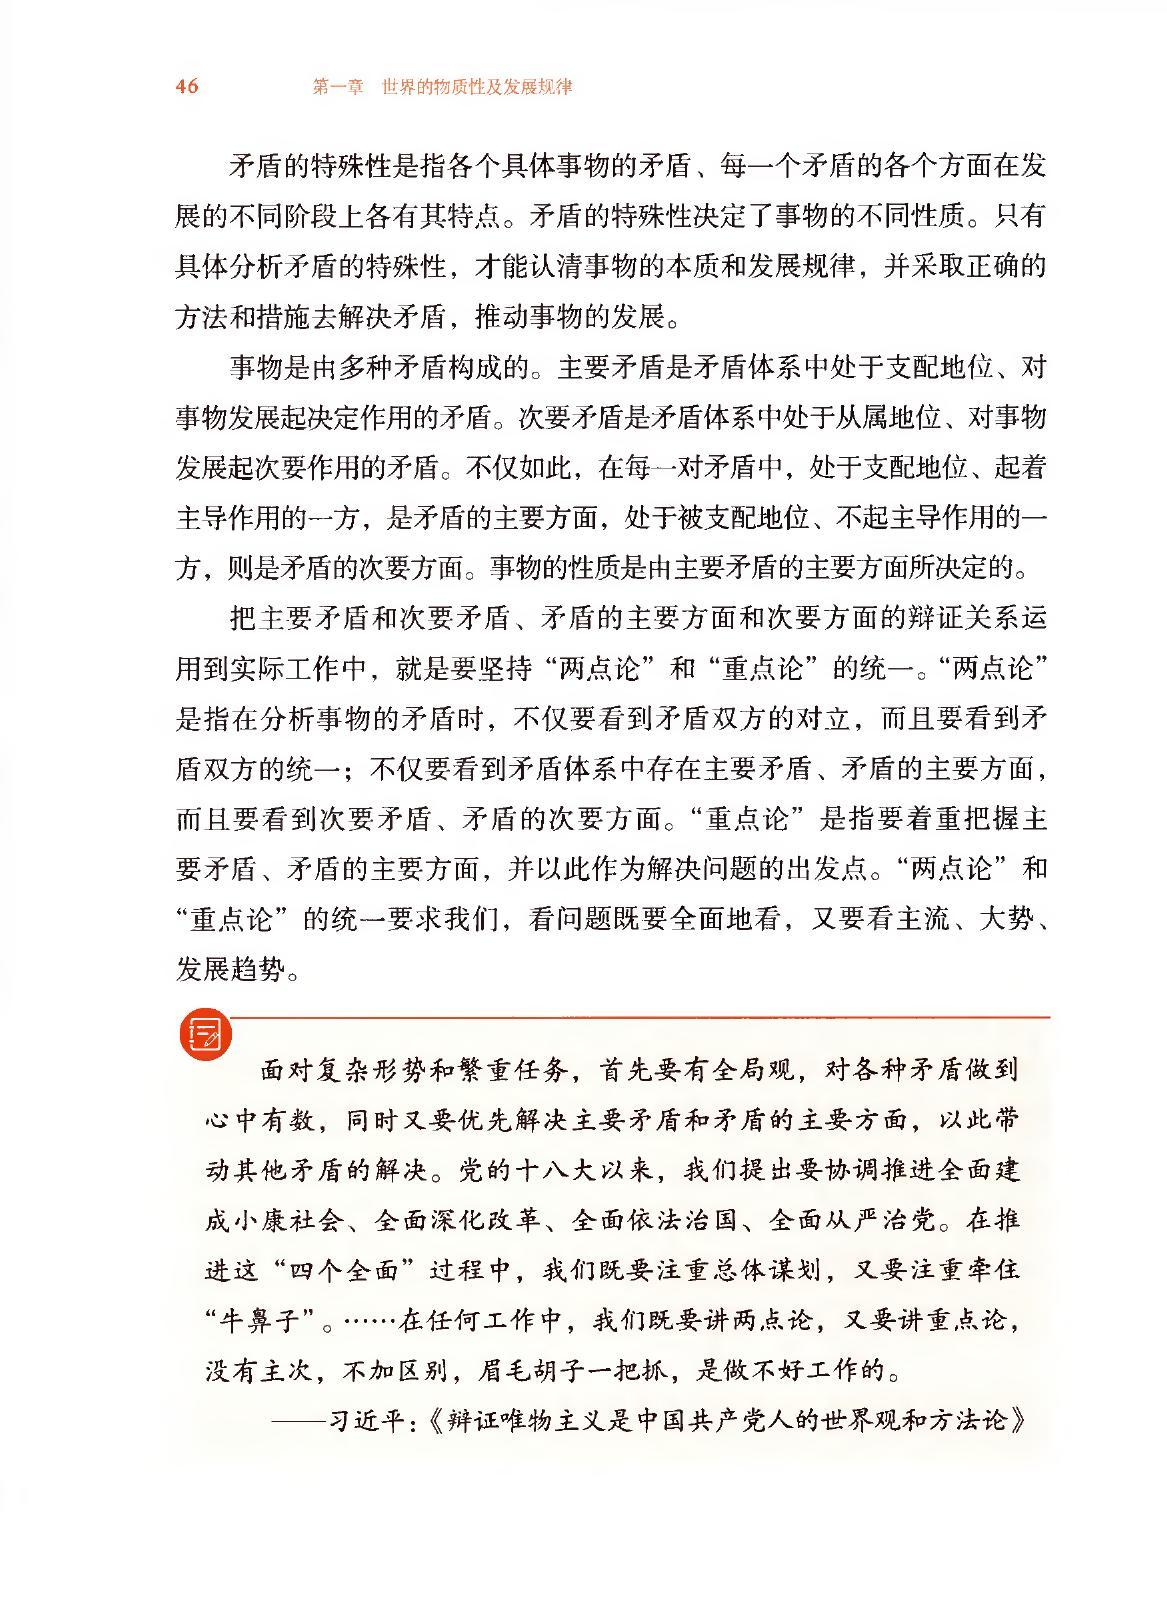 46 第一章 世界的物质性及发展规律
矛盾的特殊性是指各个具体事物的矛盾、每一个矛盾的各个方面在发
展的不同阶段上各有其特点。矛盾的特殊性决定了事物的不同性质。只有
具体分析矛盾的特殊性，才能认清事物的本质和发展规律，并采取正确的
方法和措施去解决矛盾，推动事物的发展。
事物是由多种矛盾构成的。主要矛盾是矛盾体系中处于支配地位、对
事物发展起决定作用的矛盾。次要矛盾是矛盾体系中处于从属地位、对事物
发展起次要作用的矛盾。不仅如此，在每一对矛盾中，处于支配地位、起着
主导作用的一方，是矛盾的主要方面，处于被支配地位、不起主导作用的一
方，则是矛盾的次要方面。事物的性质是由主要矛盾的主要方面所决定的。
把主要矛盾和次要矛盾、矛盾的主要方面和次要方面的辩证关系运
用到实际工作中，就是要坚持“两点论”和“重点论”的统一。“两点论”
是指在分析事物的矛盾时，不仅要看到矛盾双方的对立，而且要看到矛
盾双方的统一；不仅要看到矛盾体系中存在主要矛盾、矛盾的主要方面，
而且要看到次要矛盾、矛盾的次要方面。“重点论”是指要着重把握主
要矛盾、矛盾的主要方面，并以此作为解决问题的出发点。“两点论”和
“重点论”的统一要求我们，看问题既要全面地看，又要看主流、大势、
发展趋势。
面对复杂形势和繁重任务，首先要有全局观，对各种矛盾做到
心中有数，同时又要优先解决主要矛盾和矛盾的主要方面，以此带
动其他矛盾的解决。党的十八大以来，我们提出要协调推进全面建
成小康社会、全面深化改革、全面依法治国、全面从严治党。在推
进这“四个全面”过程中，我们既要注重总体谋划，又要注重牵住
“牛鼻子”。……在任何工作中，我们既要讲两点论，又要讲重点论，
没有主次，不加区别，眉毛胡子一把抓，是做不好工作的。
——习近平：《辩证唯物主义是中国共产党人的世界观和方法论》